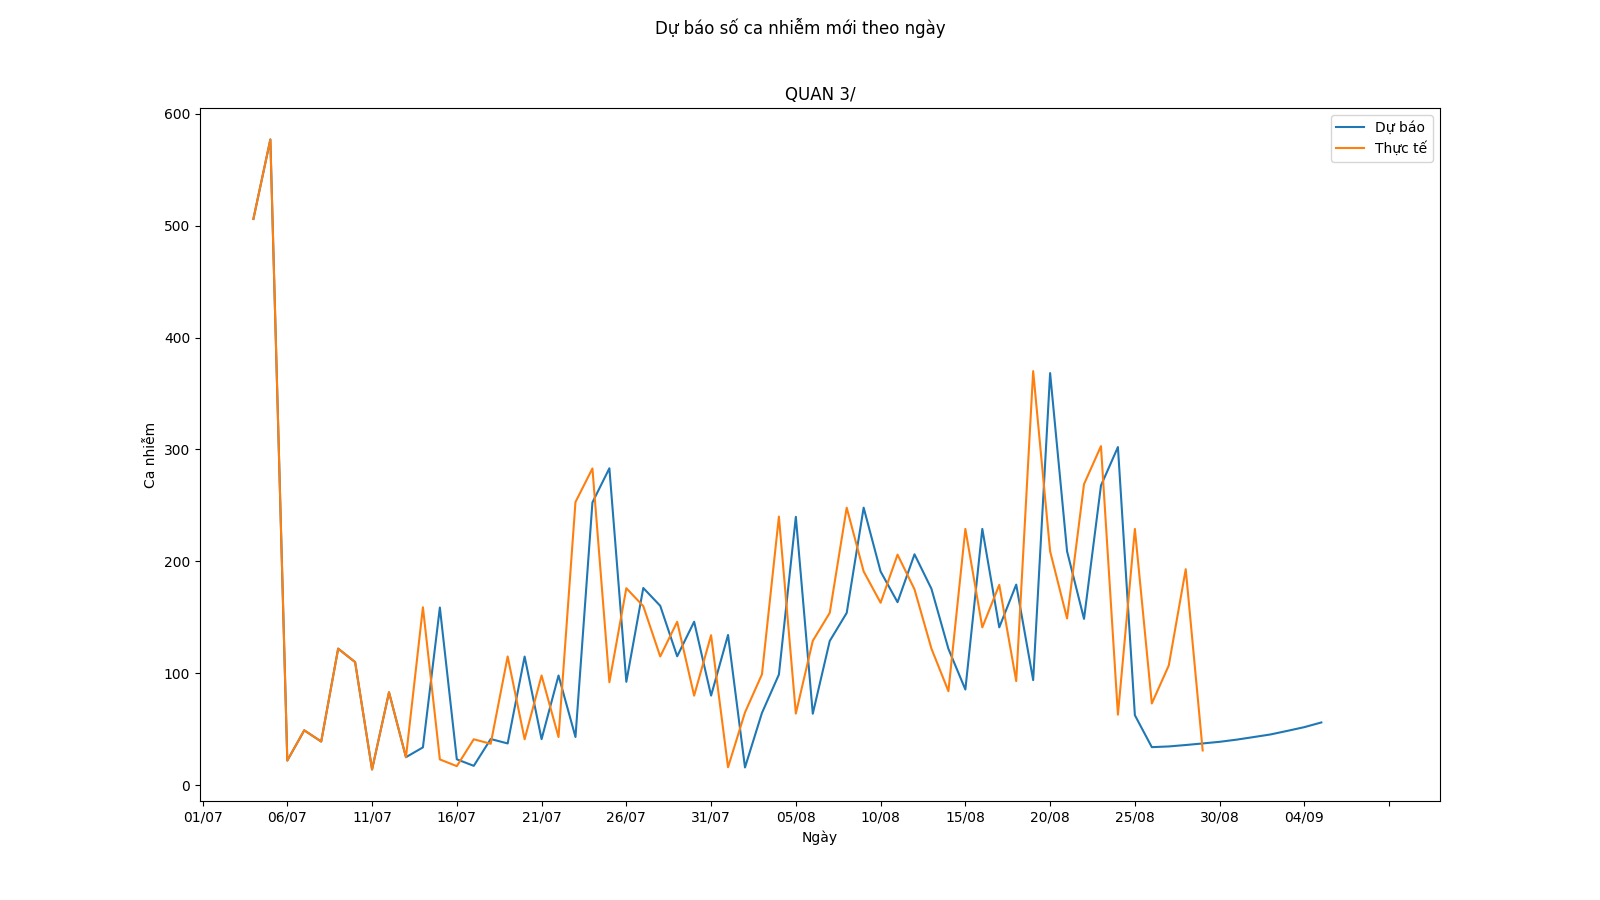 Dự báo số ca nhiễm mới theo ngày
QUAN 3/
Dự báo
Thực tế
600
500
400
300
200
100
0
Ca nhiễm
01/07 06/07 11/07 16/07 21/07 26/07 31/07 05/08 10/08 15/08 20/08 25/08 30/08 04/09
Ngày